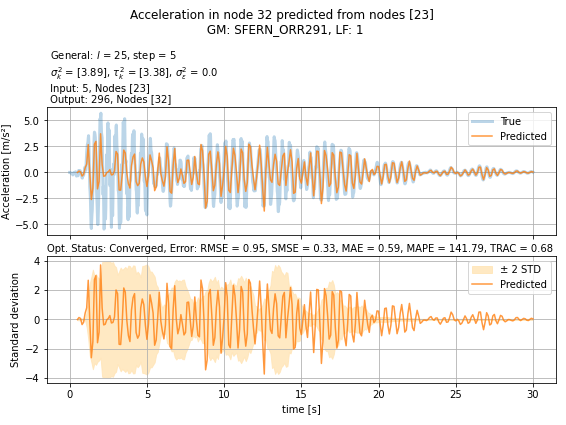 Acceleration in node 32 predicted from nodes [23]
GM: SFERN_ORR291, LF: 1
General: l = 25, step = 5
σ²ₖ = [3.89], τ²ₖ = [3.38], σ²ε = 0.0
Input: 5, Nodes [23]
Output: 296, Nodes [32]
Acceleration [m/s²]
5.0
2.5
0.0
−2.5
−5.0
True
Predicted
Opt. Status: Converged, Error: RMSE = 0.95, SMSE = 0.33, MAE = 0.59, MAPE = 141.79, TRAC = 0.68
Standard deviation
4
2
0
−2
−4
± 2 STD
Predicted
0 5 10 15 20 25 30
time [s]